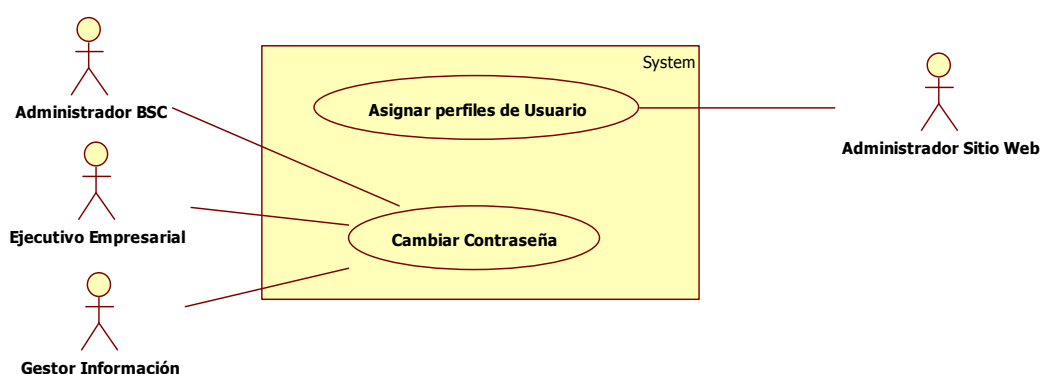 System
Asignar perfiles de Usuario
Administrador BSC
Administrador Sitio Web
Ejecutivo Empresarial
Cambiar Contraseña
Gestor Información